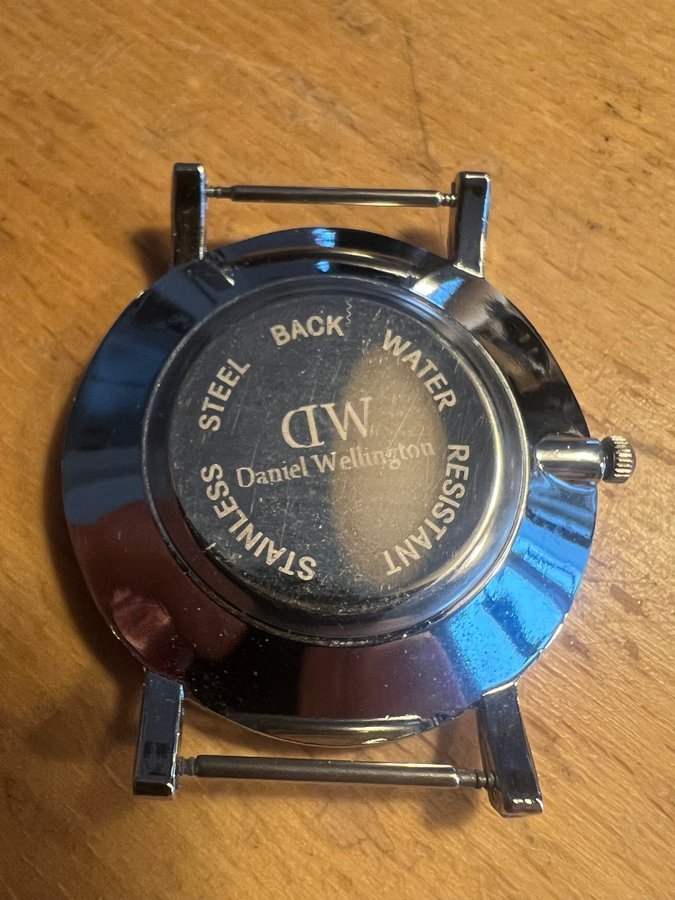 STAINLESS STEEL BACK WATER RESISTANT
DW
Daniel Wellington